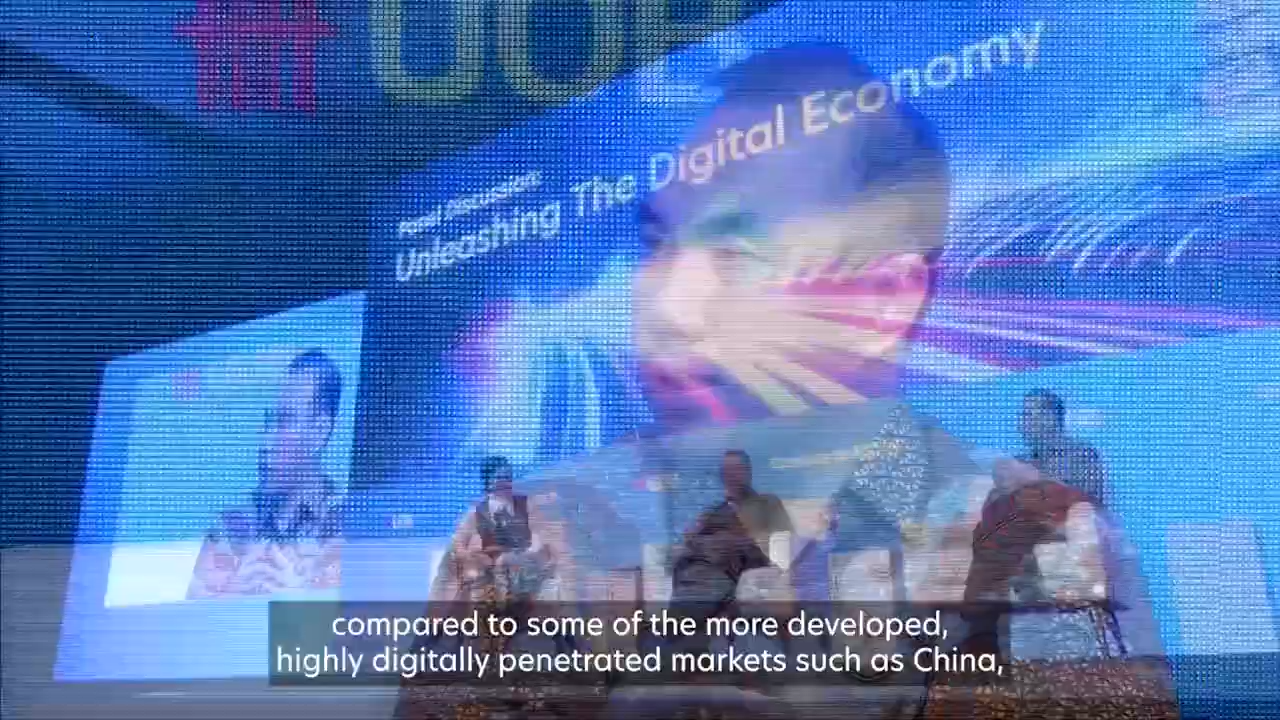 UOB
Panel Discussion:
Unleashing The Digital Economy
compared to some of the more developed,
highly digitally penetrated markets such as China,